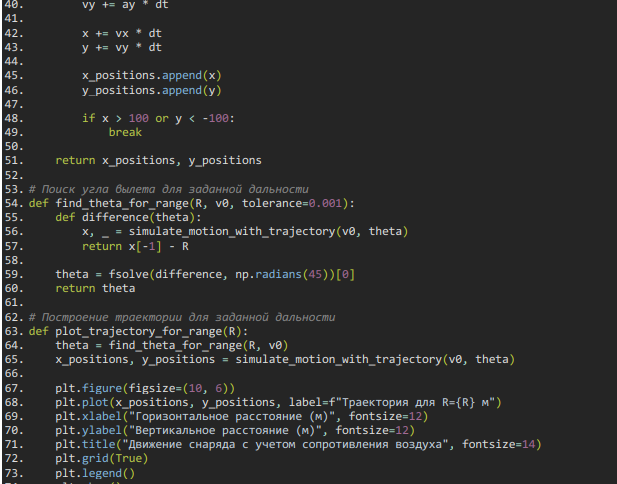 40.         vy += ay * dt
41.
42.         x += vx * dt
43.         y += vy * dt
44.
45.         x_positions.append(x)
46.         y_positions.append(y)
47.
48.         if x > 100 or y < -100:
49.             break
50.
51.     return x_positions, y_positions
52.
53. # Поиск угла вылета для заданной дальности
54. def find_theta_for_range(R, v0, tolerance=0.001):
55.     def difference(theta):
56.         x, _ = simulate_motion_with_trajectory(v0, theta)
57.         return x[-1] - R
58.
59.     theta = fsolve(difference, np.radians(45))[0]
60.     return theta
61.
62. # Построение траектории для заданной дальности
63. def plot_trajectory_for_range(R):
64.     theta = find_theta_for_range(R, v0)
65.     x_positions, y_positions = simulate_motion_with_trajectory(v0, theta)
66.
67.     plt.figure(figsize=(10, 6))
68.     plt.plot(x_positions, y_positions, label=f"Траектория для R={R} м")
69.     plt.xlabel("Горизонтальное расстояние (м)", fontsize=12)
70.     plt.ylabel("Вертикальное расстояние (м)", fontsize=12)
71.     plt.title("Движение снаряда с учетом сопротивления воздуха", fontsize=14)
72.     plt.grid(True)
73.     plt.legend()